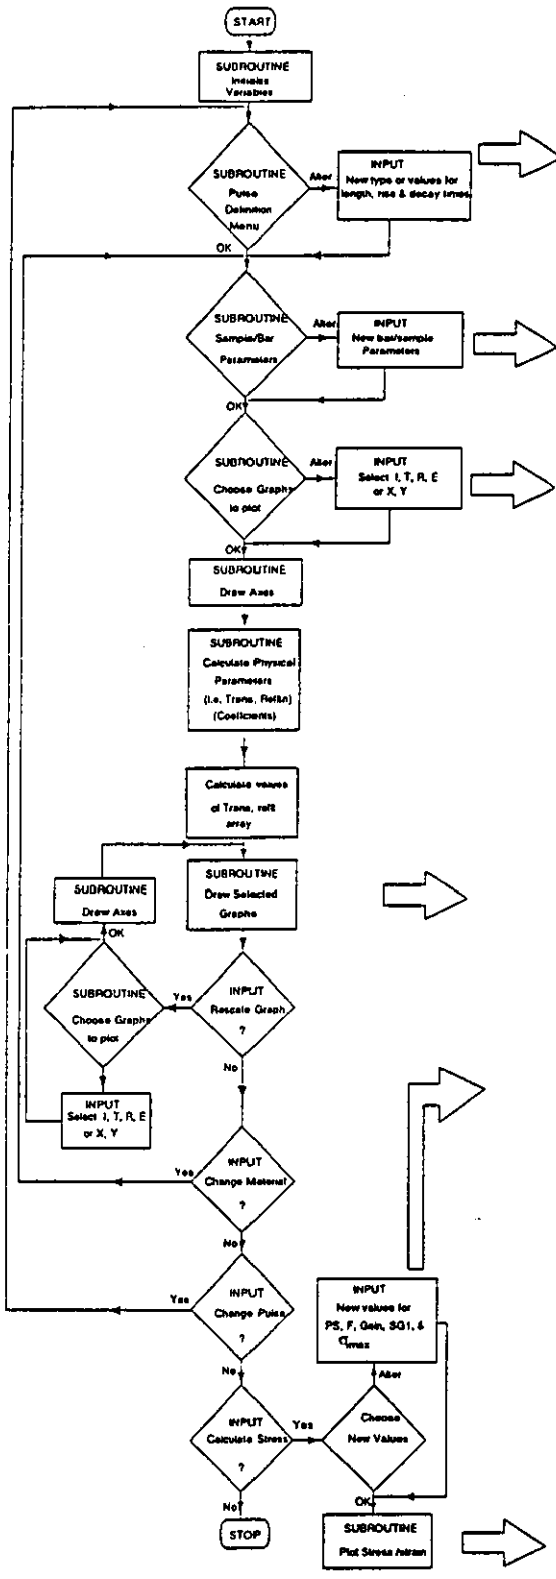 START
SUBROUTINE
Initiales
Variables
SUBROUTINE
Pulse
Definition
Menu
Alter
INPUT
New type or values for
length, rise & decay times
OK
SUBROUTINE
Sample/Bar
Parameters
Alter
INPUT
New bar/sample
Parameters
OK
SUBROUTINE
Choose Graphs
to plot
Alter
INPUT
Select I, T, R, E
or X, Y
OK
SUBROUTINE
Draw Axes
SUBROUTINE
Calculate Physical
Parameters
(i.e. Trans, Reflkn)
(Coeficients)
Calculate values
of Trans, refl
array
SUBROUTINE
Draw Axes
SUBROUTINE
Draw Selected
Graphs
OK
SUBROUTINE
Choose Graphs
to plot
Yes
INPUT
Rescale Graph
?
No
INPUT
Select I, T, R, E
or X, Y
Yes
INPUT
Change Material
?
No
Yes
INPUT
Change Pulse
?
No
INPUT
New values for
PS, F, Gain, SG1, &
σmax
Alter
INPUT
Calculate Stress
?
Yes
Choose
New Values
No
OK
STOP
SUBROUTINE
Plot Stress /strain